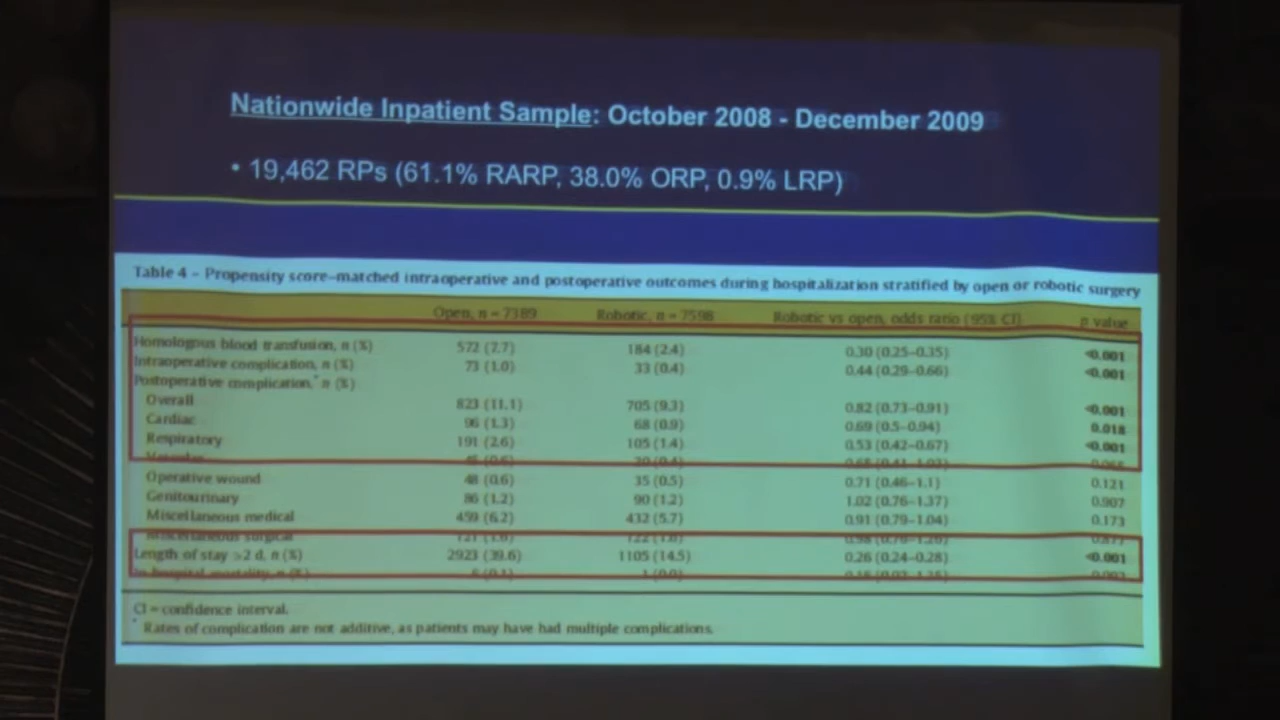 Nationwide Inpatient Sample: October 2008 - December 2009
• 19,462 RPs (61.1% RARP, 38.0% ORP, 0.9% LRP)
Table 4 – Propensity score–matched intraoperative and postoperative outcomes during hospitalization stratified by open or robotic surgery
Open, n = 7389 Robotic, n = 7598 Robotic vs open, odds ratio (95% CI) p value
Homologous blood transfusion, n (%) 572 (7.7) 184 (2.4) 0.30 (0.25–0.35) <0.001
Intraoperative complication, n (%) 73 (1.0) 33 (0.4) 0.44 (0.29–0.66) <0.001
Postoperative complication,* n (%)
Overall 823 (11.1) 705 (9.3) 0.82 (0.73–0.91) <0.001
Cardiac 96 (1.3) 68 (0.9) 0.69 (0.5–0.94) 0.018
Respiratory 191 (2.6) 105 (1.4) 0.53 (0.42–0.67) <0.001
Operative wound 48 (0.6) 35 (0.5) 0.71 (0.46–1.1) 0.121
Genitourinary 86 (1.2) 90 (1.2) 1.02 (0.76–1.37) 0.907
Miscellaneous medical 459 (6.2) 432 (5.7) 0.91 (0.79–1.04) 0.173
Miscellaneous surgical
Length of stay >2 d, n (%) 2923 (39.6) 1105 (14.5) 0.26 (0.24–0.28) <0.001
In-hospital mortality, n (%)
CI = confidence interval.
* Rates of complication are not additive, as patients may have had multiple complications.